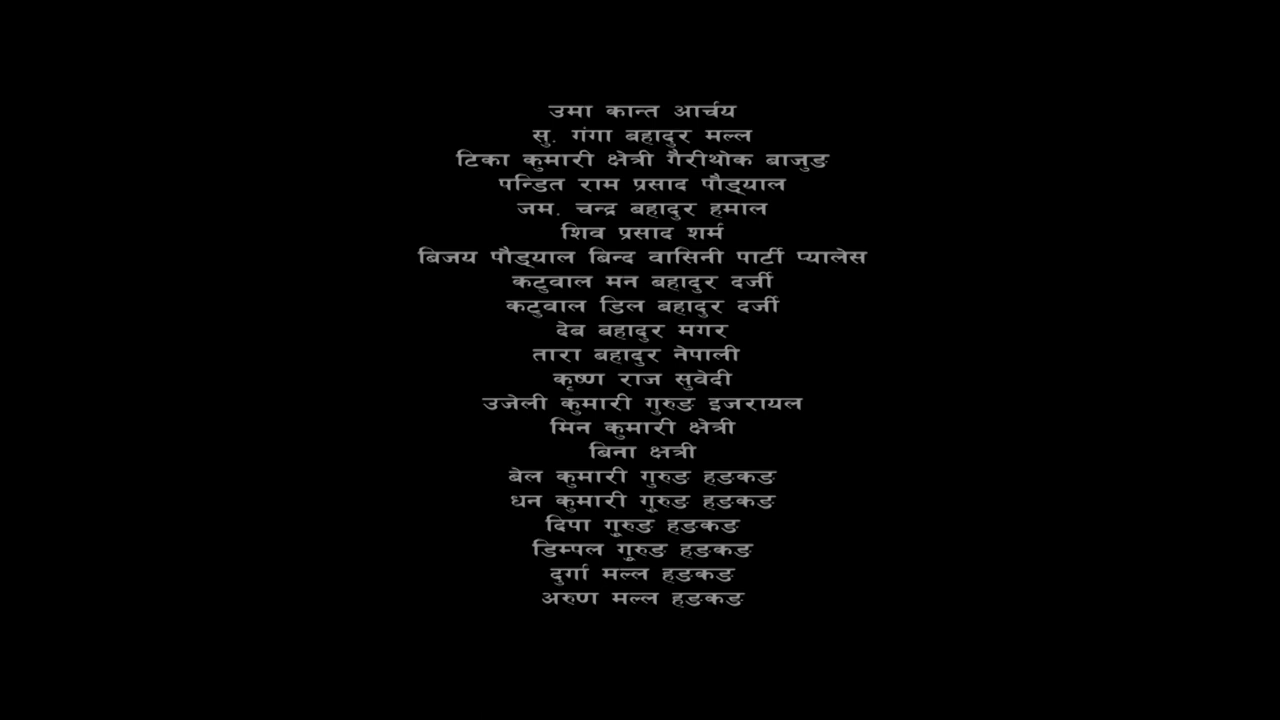 उमा कान्त आर्चय
सु. गंगा बहादुर मल्ल
टिका कुमारी क्षेत्री गैरीथोक बाजुङ
पन्डित राम प्रसाद पौड्याल
जम. चन्द्र बहादुर हमाल
शिव प्रसाद शर्म
बिजय पौड्याल बिन्द वासिनी पार्टी प्यालेस
कटुवाल मन बहादुर दर्जी
कटुवाल डिल बहादुर दर्जी
देब बहादुर मगर
तारा बहादुर नेपाली
कृष्ण राज सुवेदी
उजेली कुमारी गुरुङ इजरायल
मिन कुमारी क्षेत्री
बिना क्षत्री
बेल कुमारी गुरुङ हङकङ
धन कुमारी गुरुङ हङकङ
दिपा गुरुङ हङकङ
डिम्पल गुरुङ हङकङ
दुर्गा मल्ल हङकङ
अरुण मल्ल हङकङ